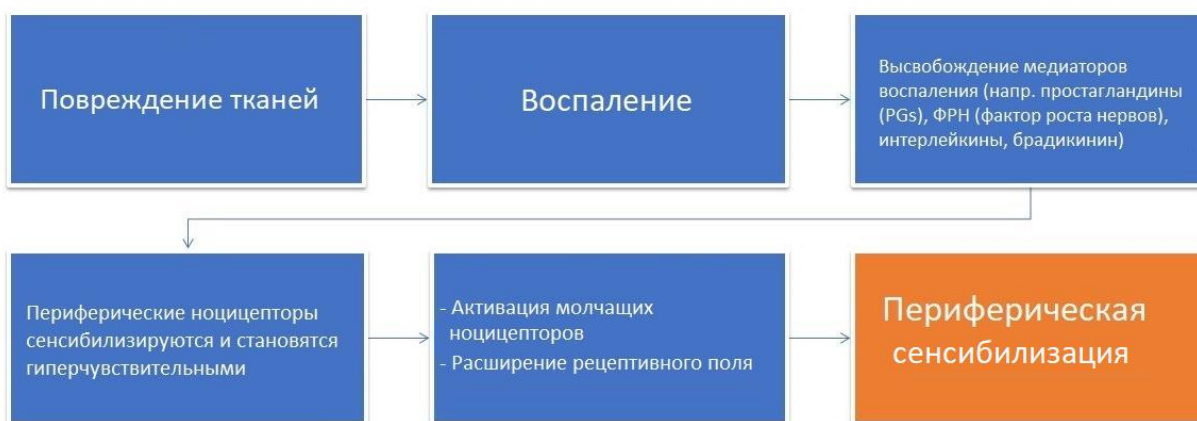 Повреждение тканей
Воспаление
Высвобождение медиаторов
воспаления (напр. простагландины
(PGs), ФРН (фактор роста нервов),
интерлейкины, брадикинин)
Периферические ноцицепторы
сенсибилизируются и становятся
гиперчувствительными
- Активация молчащих
ноцицепторов
- Расширение рецептивного поля
Периферическая
сенсибилизация